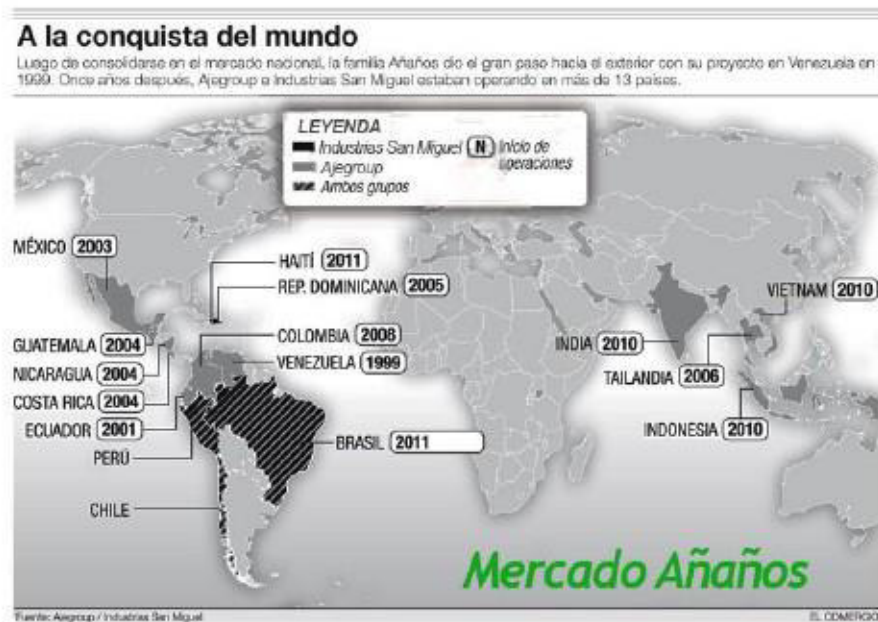 A la conquista del mundo
Luego de consolidarse en el mercado nacional, la familia Añaños dio el gran paso hacia el exterior con su proyecto en Venezuela en
1999. Once años después, Ajegroup e Industrias San Miguel estaban operando en más de 13 países.
LEYENDA
Industrias San Miguel
N Inicio de
operaciones
Ajegroup
Ambos grupos
MÉXICO 2003
HAITÍ 2011
REP. DOMINICANA 2005
VIETNAM 2010
GUATEMALA 2004
COLOMBIA 2008
INDIA 2010
NICARAGUA 2004
VENEZUELA 1999
TAILANDIA 2006
COSTA RICA 2004
ECUADOR 2001
BRASIL 2011
INDONESIA 2010
PERÚ
CHILE
Mercado Añaños
Fuente: Ajegroup / Industrias San Miguel
EL COMERCIO